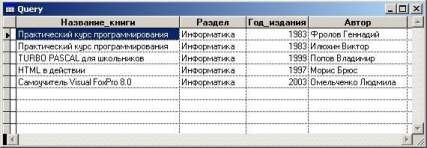 Query
Название_книги Раздел Год_издания Автор
Практический курс программирования Информатика 1983 Фролов Геннадий
Практический курс программирования Информатика 1983 Илюхин Виктор
TURBO PASCAL для школьников Информатика 1999 Попов Владимир
HTML в действии Информатика 1997 Морис Брюс
Самоучитель Visual FoxPro 8.0 Информатика 2003 Омельченко Людмила